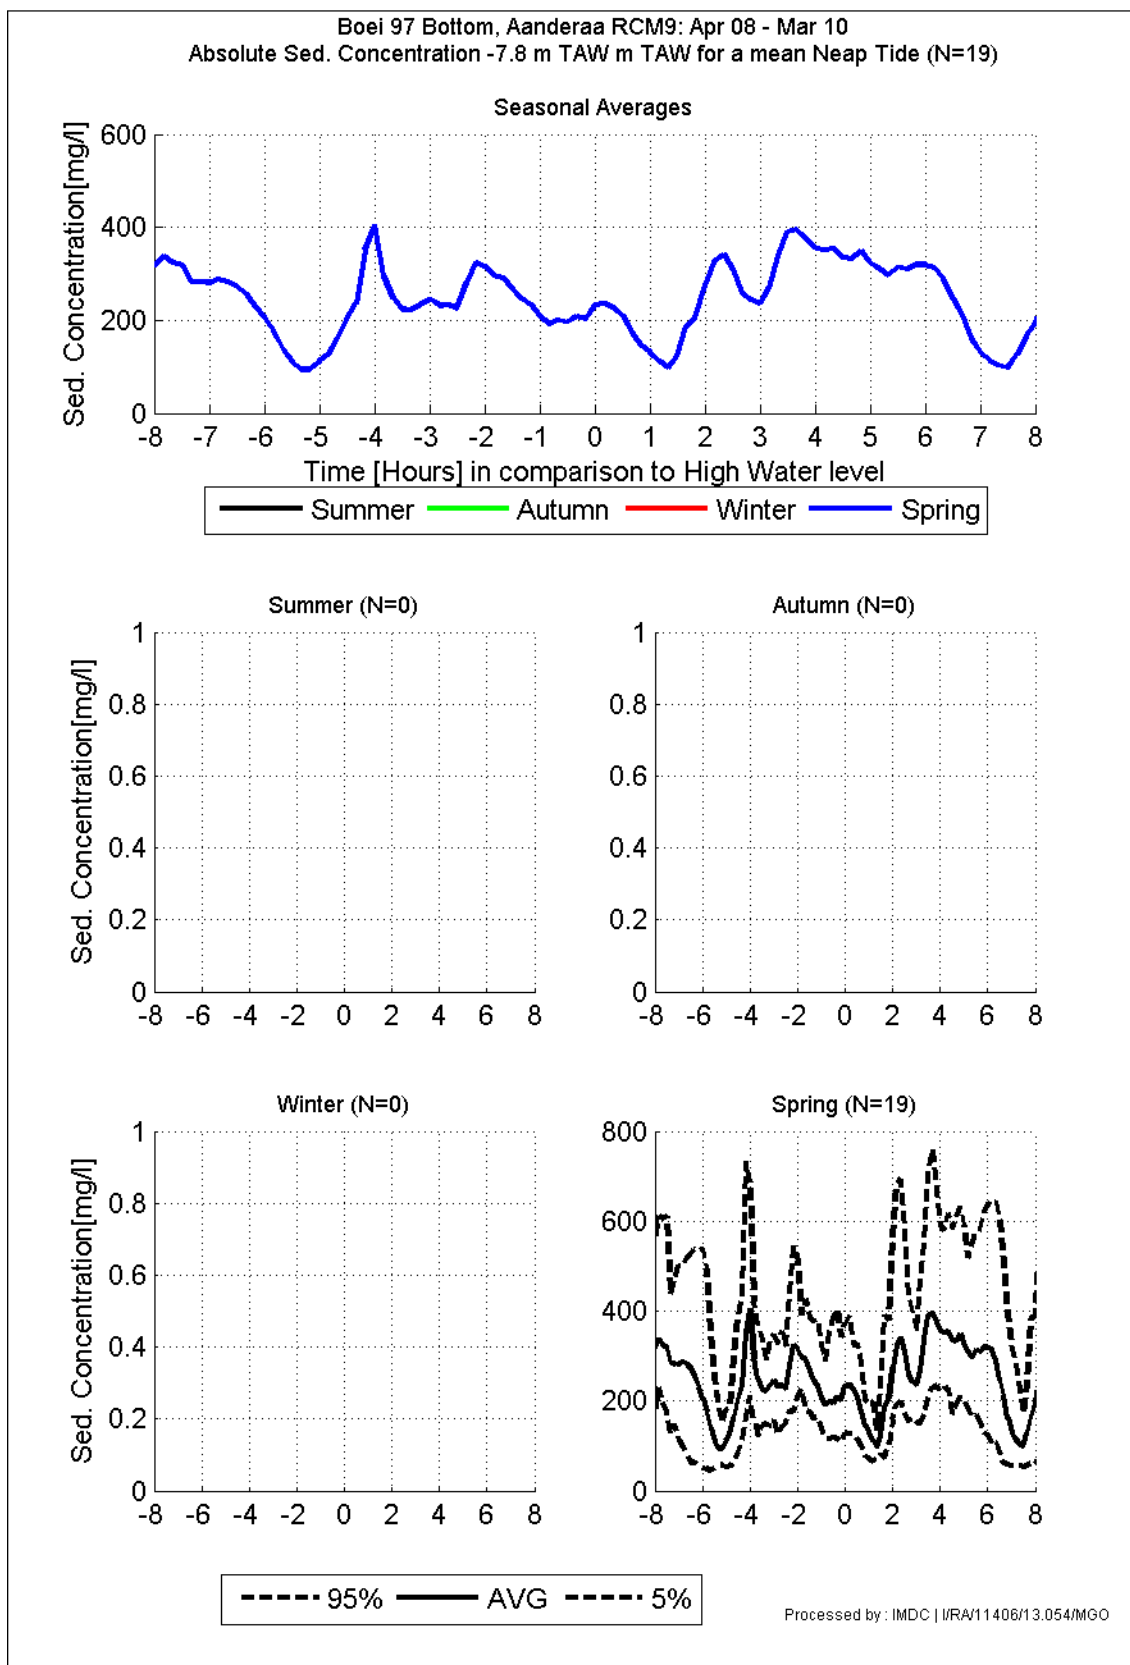 Boei 97 Bottom, Aanderaa RCM9: Apr 08 - Mar 10
Absolute Sed. Concentration -7.8 m TAW m TAW for a mean Neap Tide (N=19)
Seasonal Averages
Sed. Concentration[mg/l]
600
400
200
0
-8 -7 -6 -5 -4 -3 -2 -1 0 1 2 3 4 5 6 7 8
Time [Hours] in comparison to High Water level
Summer Autumn Winter Spring
Summer (N=0)
Sed. Concentration[mg/l]
1
0.8
0.6
0.4
0.2
0
-8 -6 -4 -2 0 2 4 6 8
Autumn (N=0)
1
0.8
0.6
0.4
0.2
0
-8 -6 -4 -2 0 2 4 6 8
Winter (N=0)
Sed. Concentration[mg/l]
1
0.8
0.6
0.4
0.2
0
-8 -6 -4 -2 0 2 4 6 8
Spring (N=19)
800
600
400
200
0
-8 -6 -4 -2 0 2 4 6 8
95% AVG 5%
Processed by : IMDC | I/RA/11406/13.054/MGO